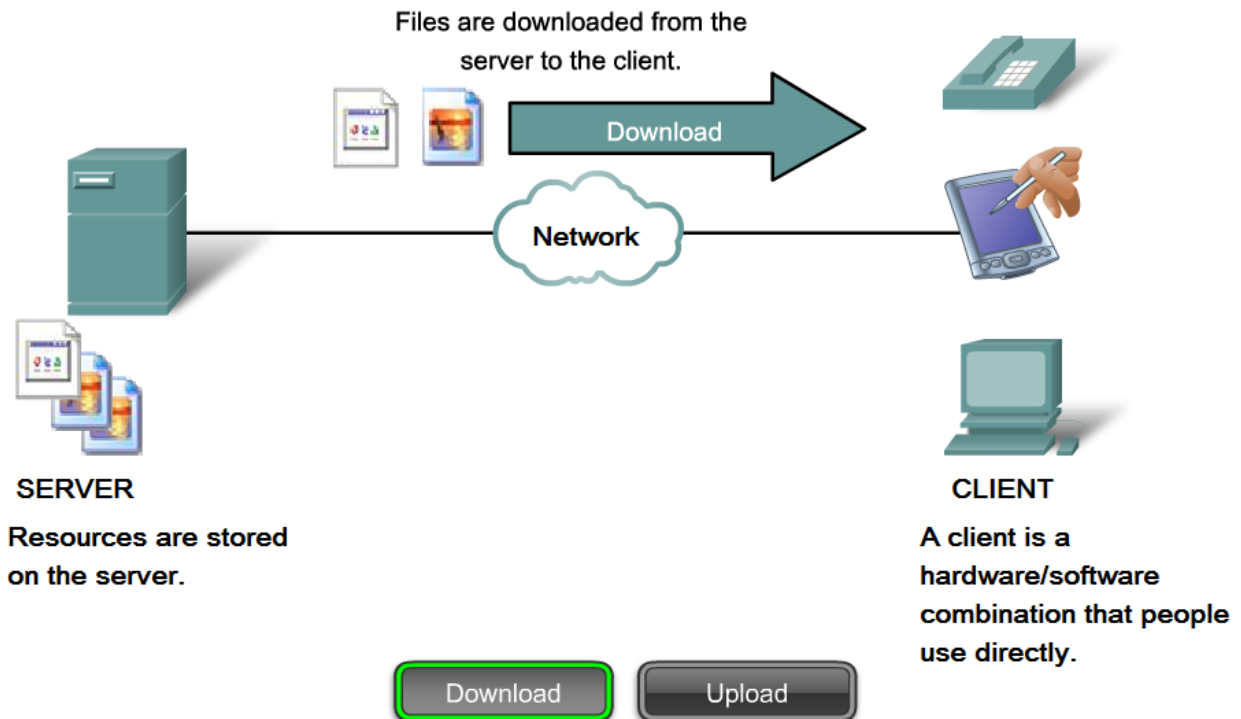 Files are downloaded from the
server to the client.
Download
Network
SERVER
Resources are stored
on the server.
CLIENT
A client is a
hardware/software
combination that people
use directly.
Download
Upload